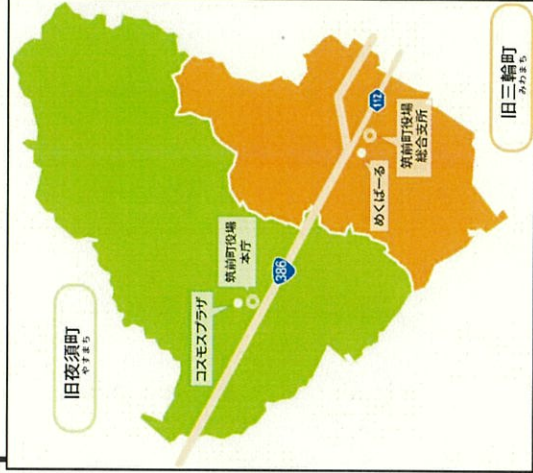 旧夜須町
やすまち
コスモスプラザ
筑前町役場
本庁
386
旧三輪町
みわまち
112
筑前町役場
総合支所
めくばーる